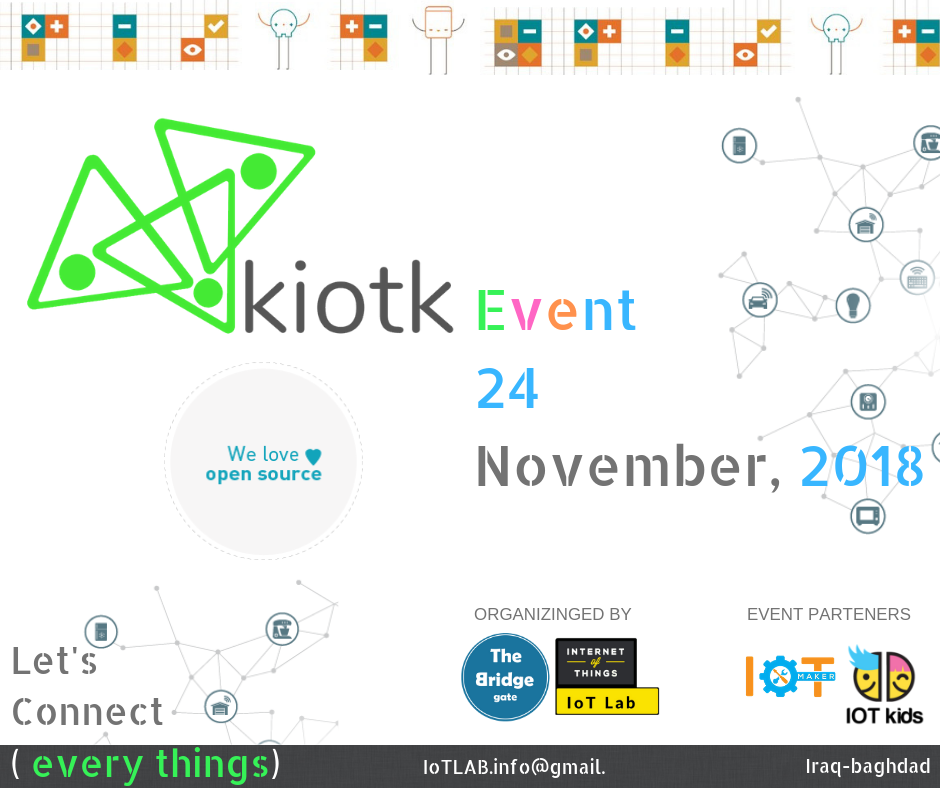 kiotk
Event
24
November, 2018
We love
open source
ORGANIZINGED BY
EVENT PARTENERS
The
Bridge
gate
INTERNET
of
THINGS
IoT Lab
IOT
MAKER
IOT kids
Let's
Connect
( every things)
IoTLAB.info@gmail.
Iraq-baghdad